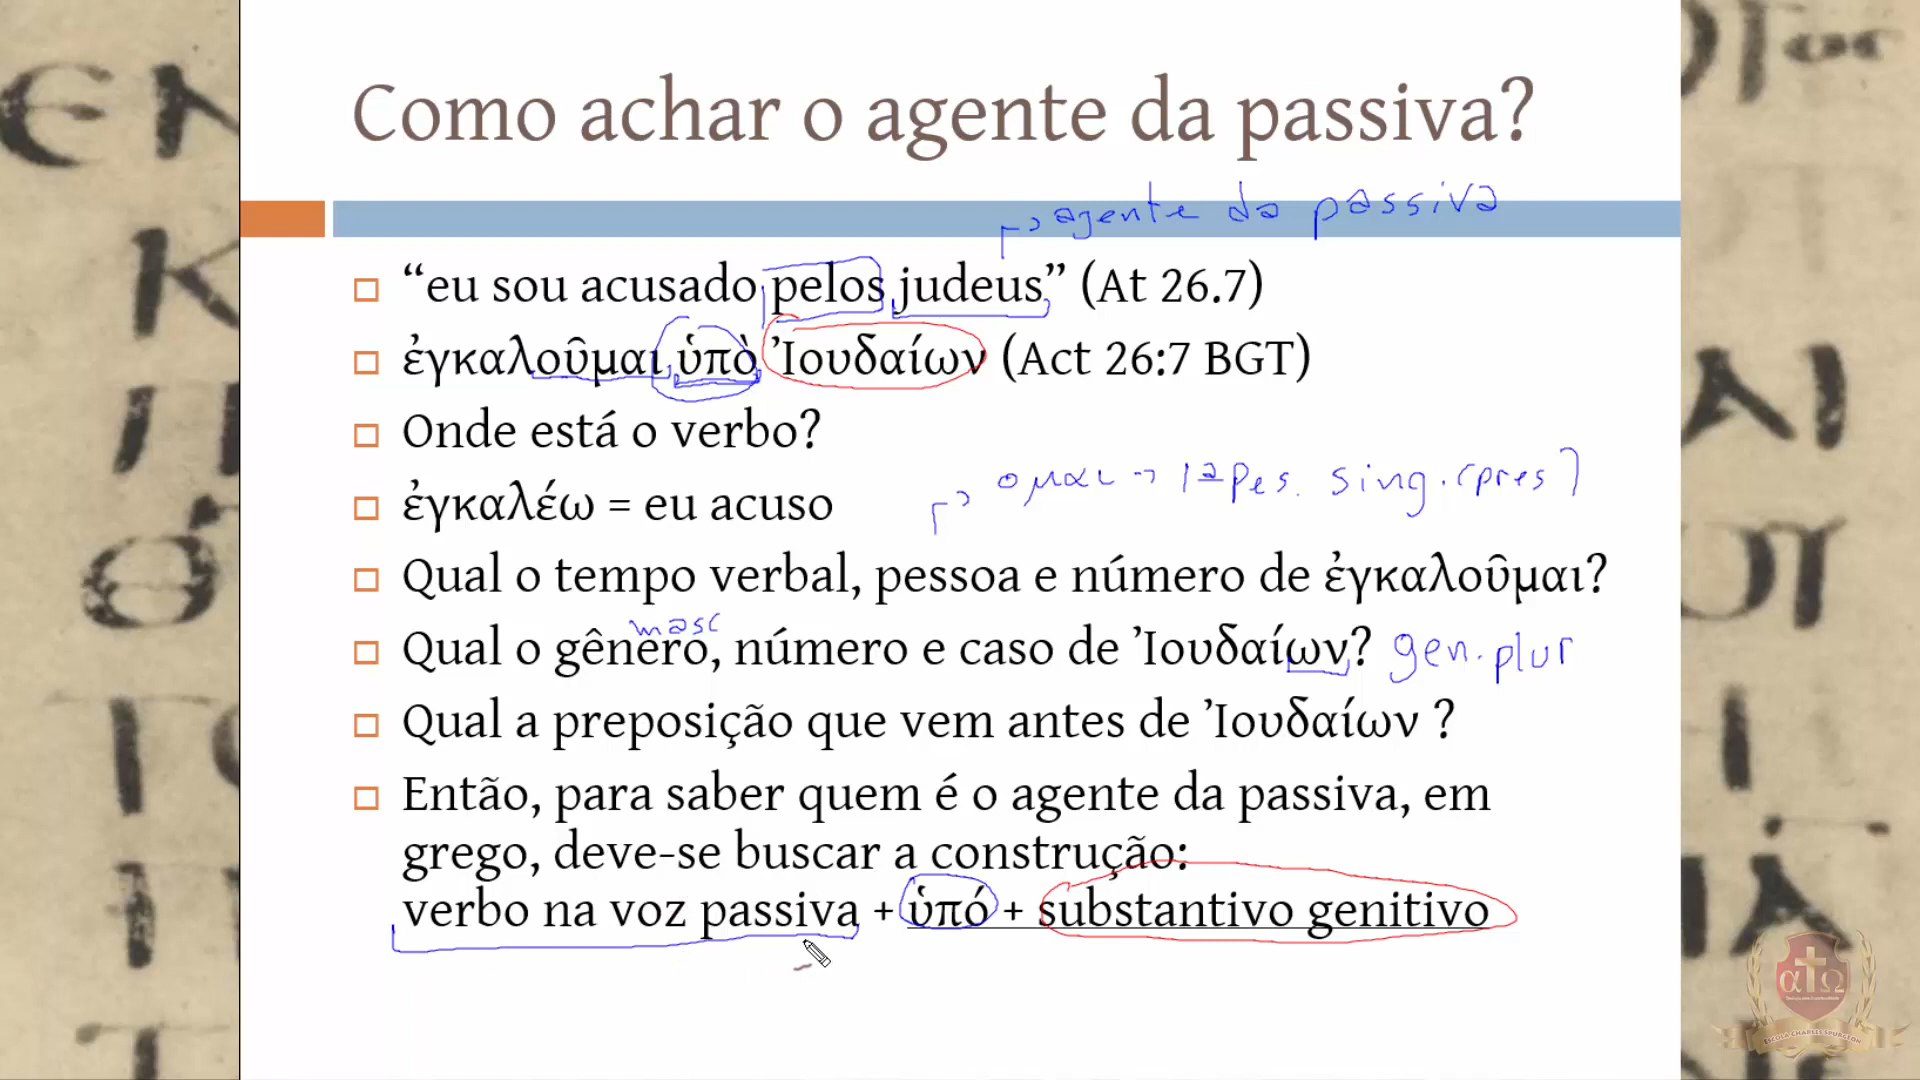 Como achar o agente da passiva?
agente da passiva
“eu sou acusado pelos judeus” (At 26.7)
ἐγκαλοῦμαι ὑπὸ Ἰουδαίων (Act 26:7 BGT)
Onde está o verbo?
ομαι → 1ª pes. sing. (pres)
ἐγκαλέω = eu acuso
Qual o tempo verbal, pessoa e número de ἐγκαλοῦμαι?
masc
Qual o gênero, número e caso de Ἰουδαίων? gen. plur
Qual a preposição que vem antes de Ἰουδαίων ?
Então, para saber quem é o agente da passiva, em
grego, deve-se buscar a construção:
verbo na voz passiva + ὑπό + substantivo genitivo
α Ω
ESCOLA CHARLES SPURGEON